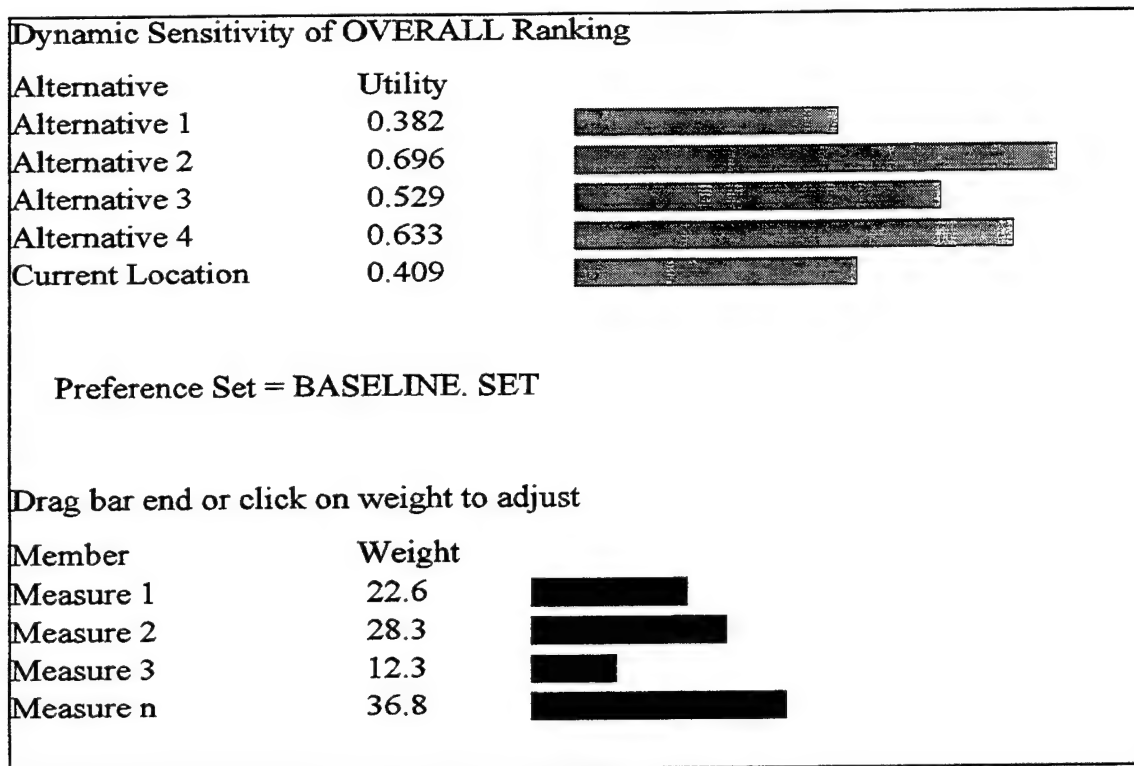 Dynamic Sensitivity of OVERALL Ranking
Alternative Utility
Alternative 1 0.382
Alternative 2 0.696
Alternative 3 0.529
Alternative 4 0.633
Current Location 0.409
Preference Set = BASELINE. SET
Drag bar end or click on weight to adjust
Member Weight
Measure 1 22.6
Measure 2 28.3
Measure 3 12.3
Measure n 36.8